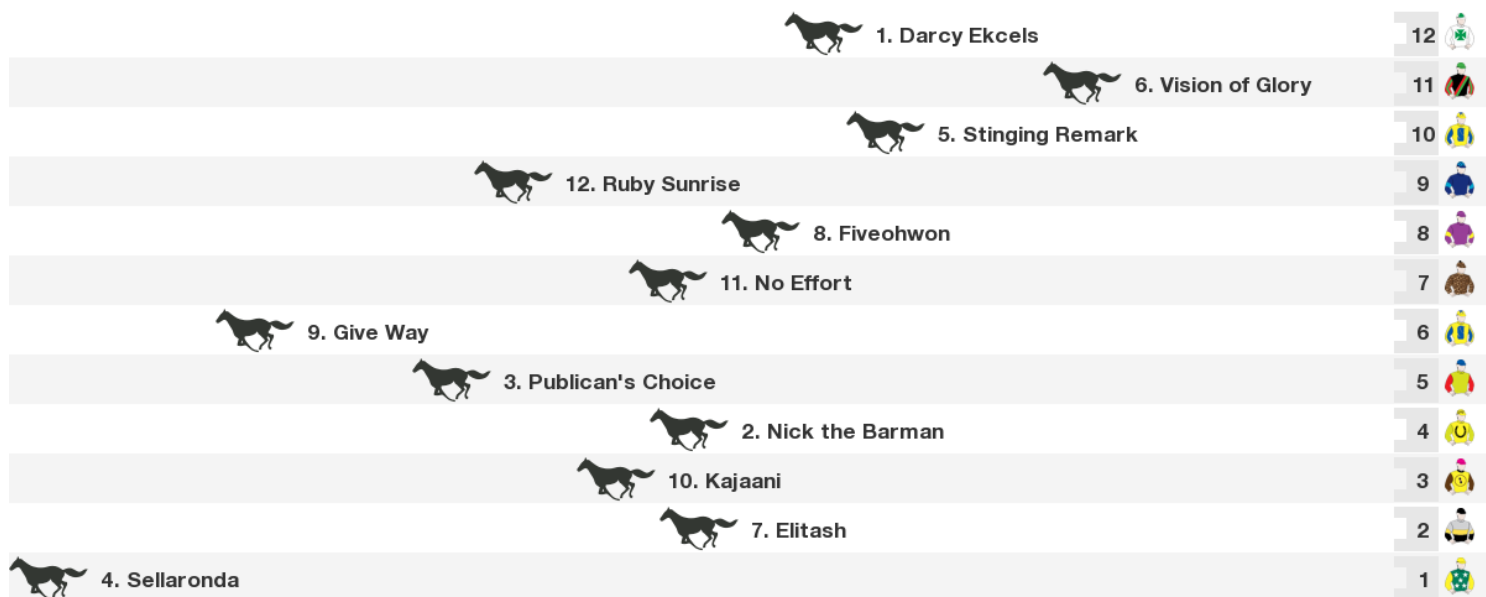 1. Darcy Ekcels 12
6. Vision of Glory 11
5. Stinging Remark 10
12. Ruby Sunrise 9
8. Fiveohwon 8
11. No Effort 7
9. Give Way 6
3. Publican's Choice 5
2. Nick the Barman 4
10. Kajaani 3
7. Elitash 2
4. Sellaronda 1